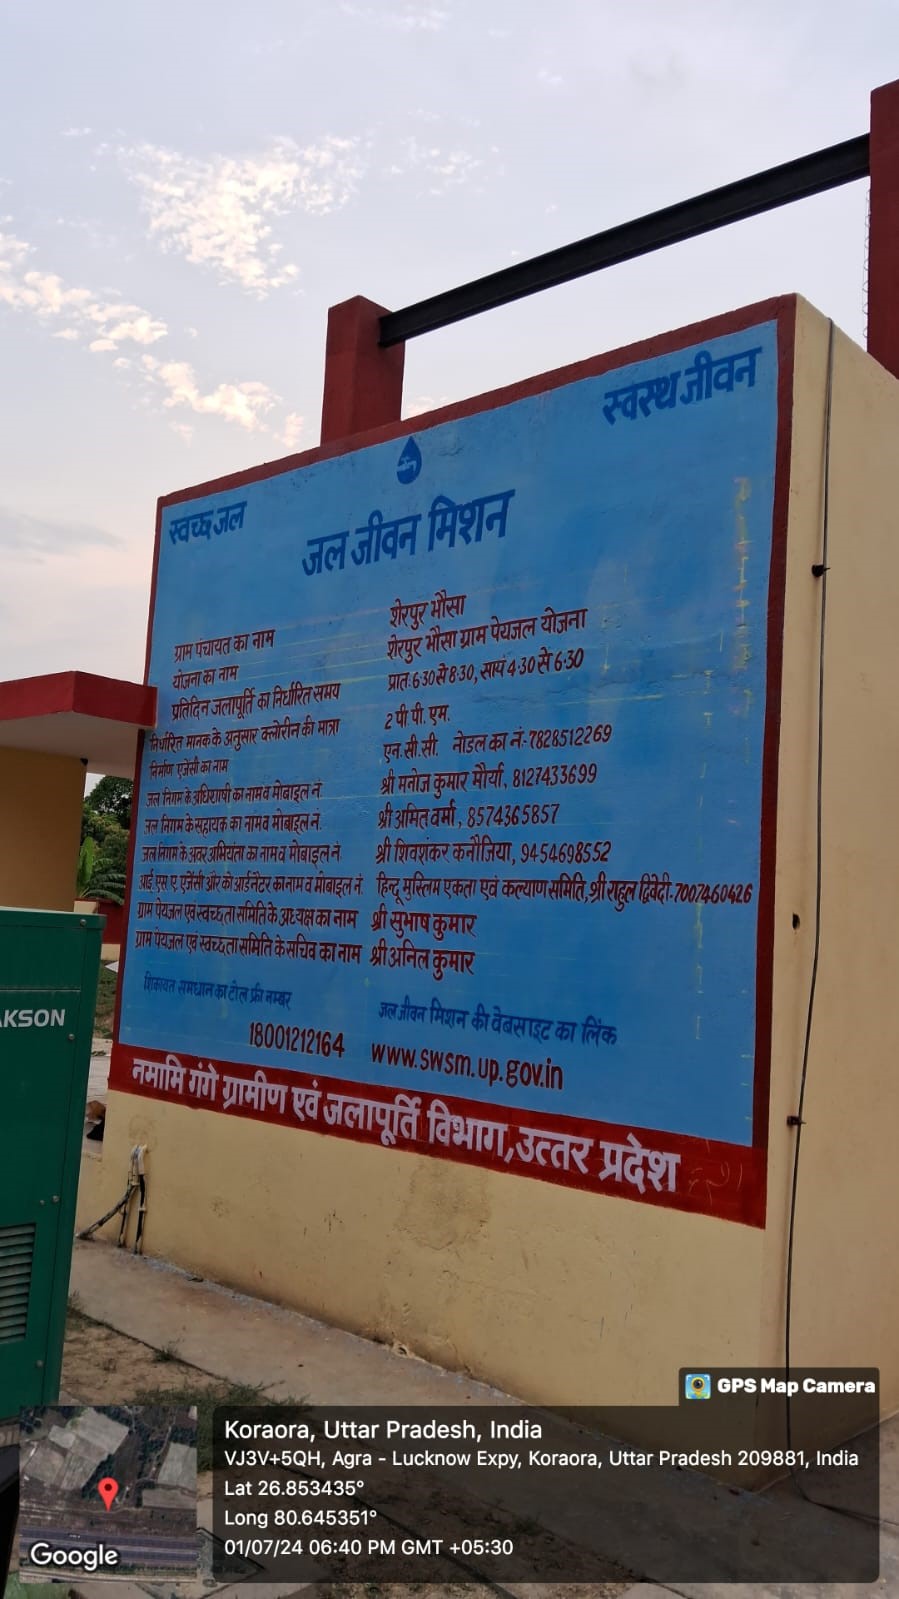 स्वच्छ जल
स्वस्थ जीवन
जल जीवन मिशन
ग्राम पंचायत का नाम शेरपुर भौसा
योजना का नाम शेरपुर भौसा ग्राम पेयजल योजना
प्रतिदिन जलापूर्ति का निर्धारित समय प्रातः 6:30 से 8:30, सायं 4:30 से 6:30
निर्धारित मानक के अनुसार क्लोरीन की मात्रा 2 पी. पी. एम.
निर्माण एजेंसी का नाम एन.सी.सी. नोडल का नं:- 7828512269
जल निगम के अधिशाषी का नाम व मोबाइल नं. श्री मनोज कुमार मौर्या, 8127433699
जल निगम के सहायक का नाम व मोबाइल नं. श्री अमित वर्मा, 8574365857
जल निगम के अवर अभियंता का नाम व मोबाइल नं. श्री शिवशंकर कनौजिया, 9454698552
आई. एस. ए. एजेंसी और को आर्डनेटर का नाम व मोबाइल नं. हिन्दू मुस्लिम एकता एवं कल्याण समिति, श्री राहुल द्विवेदी-7007460426
ग्राम पेयजल एवं स्वच्छता समिति के अध्यक्ष का नाम श्री सुभाष कुमार
ग्राम पेयजल एवं स्वच्छता समिति के सचिव का नाम श्री अनिल कुमार
शिकायत समधान का टोल फ्री नम्बर जल जीवन मिशन की वेबसाइट का लिंक
18001212164 www.swsm.up.gov.in
नमामि गंगे ग्रामीण एवं जलापूर्ति विभाग, उत्तर प्रदेश
AKSON
GPS Map Camera
Koraora, Uttar Pradesh, India
VJ3V+5QH, Agra - Lucknow Expy, Koraora, Uttar Pradesh 209881, India
Lat 26.853435°
Long 80.645351°
01/07/24 06:40 PM GMT +05:30
Google